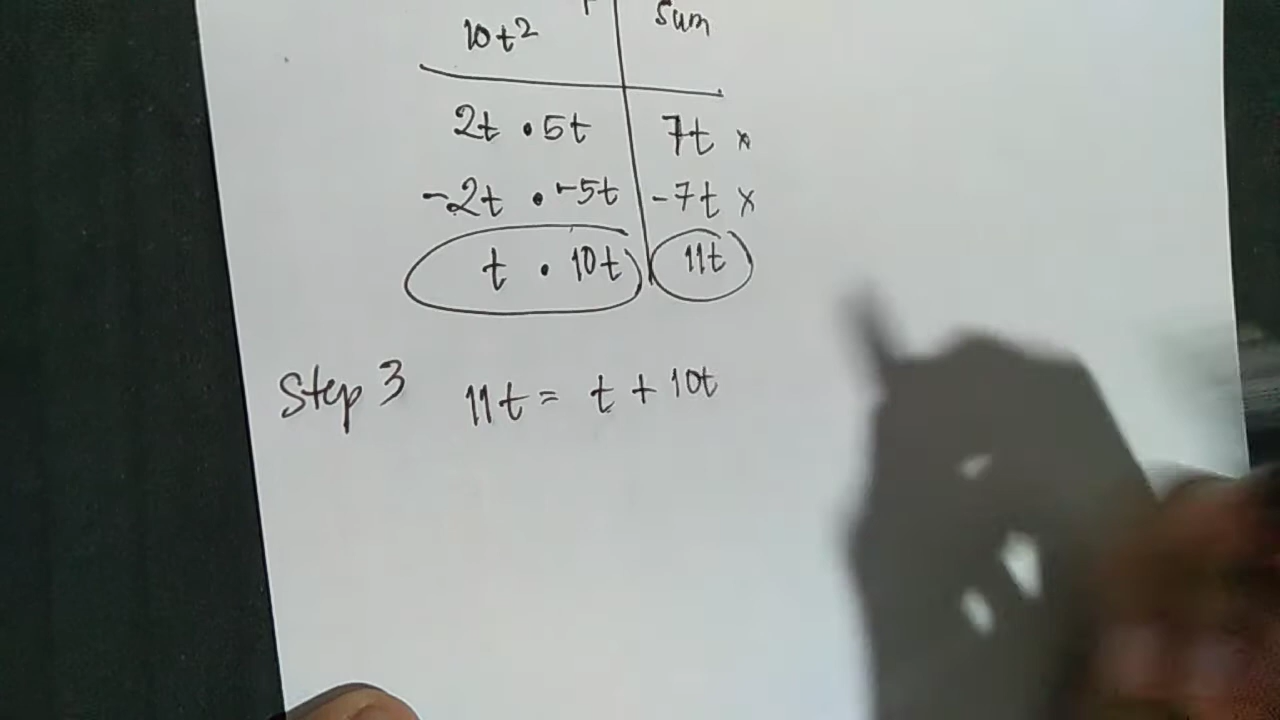 10t² Sum
2t • 5t 7t ×
-2t • -5t -7t ×
t • 10t 11t
Step 3 11t = t + 10t